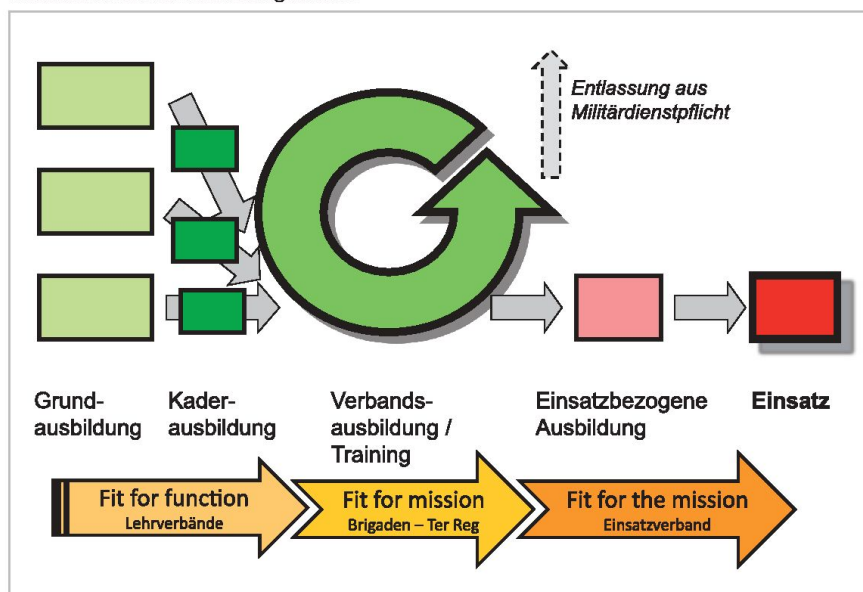 Entlassung aus
Militärdienstpflicht
Grund-
ausbildung
Kader-
ausbildung
Verbands-
ausbildung /
Training
Einsatzbezogene
Ausbildung
Einsatz
Fit for function
Lehrverbände
Fit for mission
Brigaden – Ter Reg
Fit for the mission
Einsatzverband